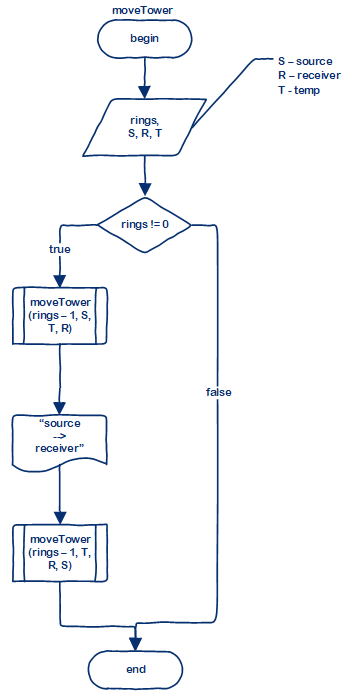 moveTower
begin
S – source
R – receiver
T - temp
rings,
S, R, T
rings != 0
true
moveTower
(rings – 1, S,
T, R)
false
“source
-->
receiver”
moveTower
(rings – 1, T,
R, S)
end